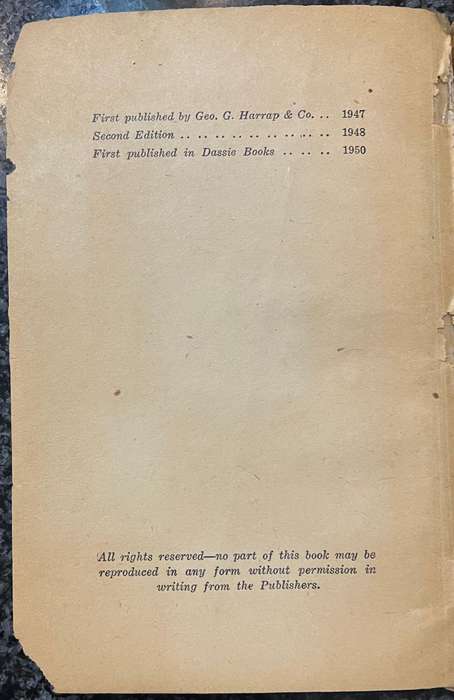 First published by Geo. G. Harrap & Co. .. 1947
Second Edition .. .. .. .. .. .. .. .. .. 1948
First published in Dassie Books .. .. .. 1950
All rights reserved—no part of this book may be
reproduced in any form without permission in
writing from the Publishers.